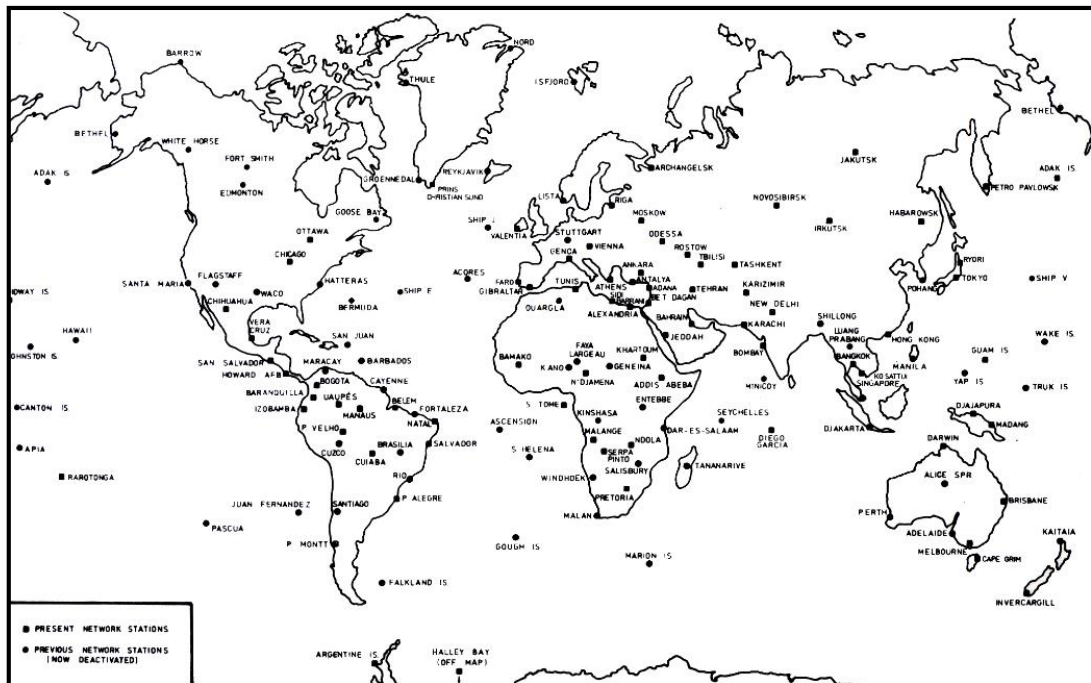 NORD
BARROW
ISFJORD
THULE
BETHEL
BETHEL
WHITE HORSE
FORT SMITH
REYKJAVIK
ARCHANGELSK
JAKUTSK
ADAK IS
GROENNEDAL
ADAK IS.
EDMONTON
PRINS
CHRISTIAN SUND
LISTA
RIGA
NOVOSIBIRSK
PETRO PAVLOWSK
GOOSE BAY
SHIP J
VALENTIA
MOSKOW
HABAROWSK
OTTAWA
STUTTGART
VIENNA
ODESSA
IRKUTSK
CHICAGO
GENOA
ROSTOW
TBILISI
TASHKENT
RYORI
SANTA MARIA
FLAGSTAFF
HATTERAS
ACORES
FARO
GIBRALTAR
TUNIS
ANKARA
ANTALYA
ATHENS
ADANA
TEHRAN
KARIZIMIR
POHANG
TOKYO
SHIP V
WACO
SHIP E
BERMUDA
CHIHUAHUA
OUARGLA
SIDI
BARRANI
BET DAGAN
ALEXANDRIA
NEW DELHI
DWAY IS
VERA
CRUZ
SAN JUAN
BAHRAIN
KARACHI
SHILLONG
HAWAII
JEDDAH
LUANG
PRABANG
HONG KONG
WAKE IS.
OHNSTON IS.
SAN SALVADOR
MARACAY
BARBADOS
BAMAKO
FAYA
LARGEAU
KHARTOUM
BOMBAY
BANGKOK
MANILA
GUAM IS
HOWARD AFB
BOGOTA
CAYENNE
KANO
N'DJAMENA
GENEINA
ADDIS ABEBA
MINICOY
SINGAPORE
YAP IS
TRUK IS
BARANQUILLA
UAUPÉS
BELEM
CANTON IS
IZOBAMBA
MANAUS
FORTALEZA
NATAL
S TOME
ENTEBBE
SEYCHELLES
DJAJAPURA
P VELHO
ASCENSION
KINSHASA
MALANGE
NDOLA
DAR-ES-SALAAM
DIEGO
GARCIA
DJAKARTA
MADANG
APIA
CUZCO
BRASILIA
CUIABA
SALVADOR
S HELENA
SERPA
PINTO
SALISBURY
TANANARIVE
DARWIN
RAROTONGA
RIO
WINDHOEK
ALICE SPR
JUAN FERNANDEZ
SANTIAGO
P ALEGRE
PRETORIA
BRISBANE
PASCUA
MALAN
PERTH
KAITAIA
P MONTT
GOUGH IS
ADELAIDE
MELBOURNE
MARION IS
CAPE GRIM
FALKLAND IS
INVERCARGILL
PRESENT NETWORK STATIONS
PREVIOUS NETWORK STATIONS
(NOW DEACTIVATED)
ARGENTINE IS.
HALLEY BAY
(OFF MAP)